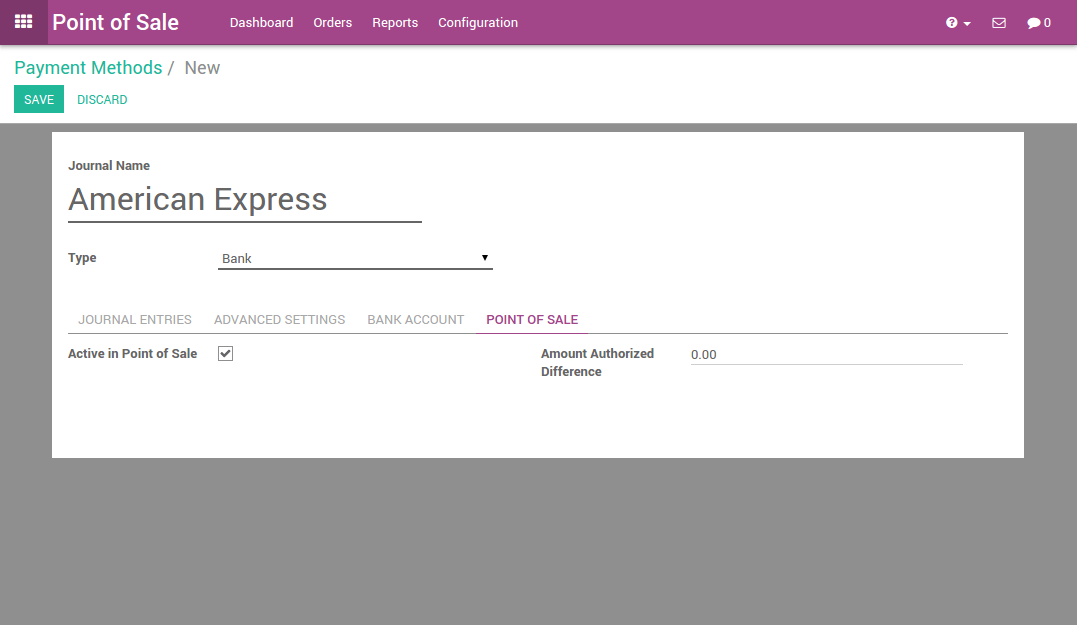 Point of Sale Dashboard Orders Reports Configuration 0
Payment Methods / New
SAVE DISCARD
Journal Name
American Express
Type Bank
JOURNAL ENTRIES ADVANCED SETTINGS BANK ACCOUNT POINT OF SALE
Active in Point of Sale Amount Authorized 0.00
Difference